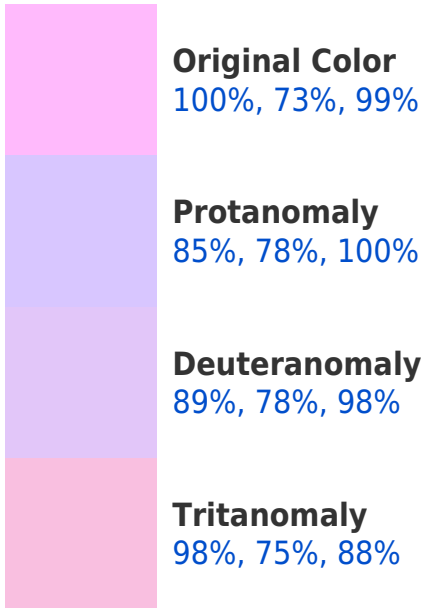 Original Color
100%, 73%, 99%
Protanomaly
85%, 78%, 100%
Deuteranomaly
89%, 78%, 98%
Tritanomaly
98%, 75%, 88%